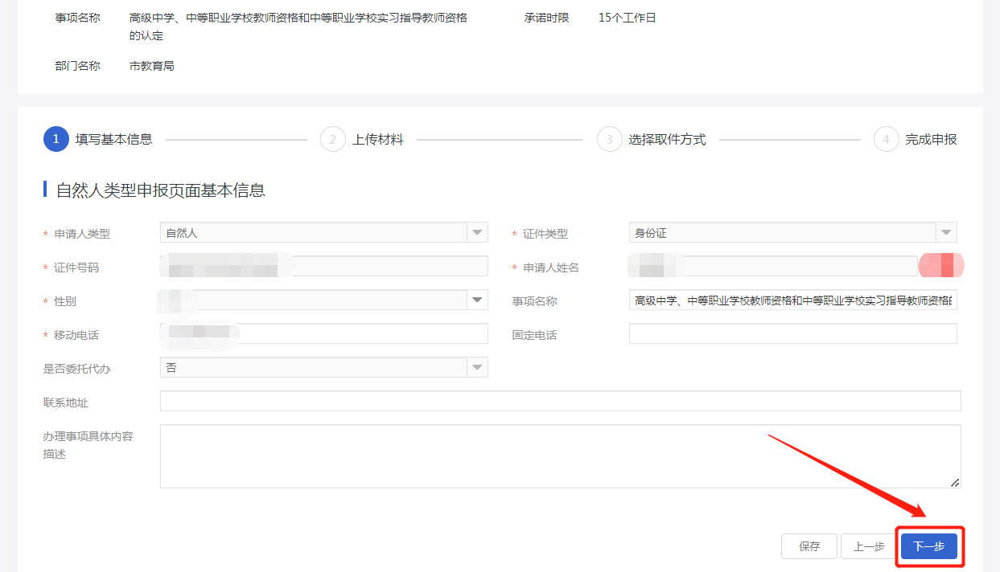 事项名称 高级中学、中等职业学校教师资格和中等职业学校实习指导教师资格 承诺时限 15个工作日
的认定
部门名称 市教育局
1 填写基本信息 2 上传材料 3 选择取件方式 4 完成申报
自然人类型申报页面基本信息
* 申请人类型 自然人 * 证件类型 身份证
* 证件号码 * 申请人姓名
* 性别 事项名称 高级中学、中等职业学校教师资格和中等职业学校实习指导教师资格
* 移动电话 固定电话
是否委托代办 否
联系地址
办理事项具体内容
描述
保存 上一步 下一步